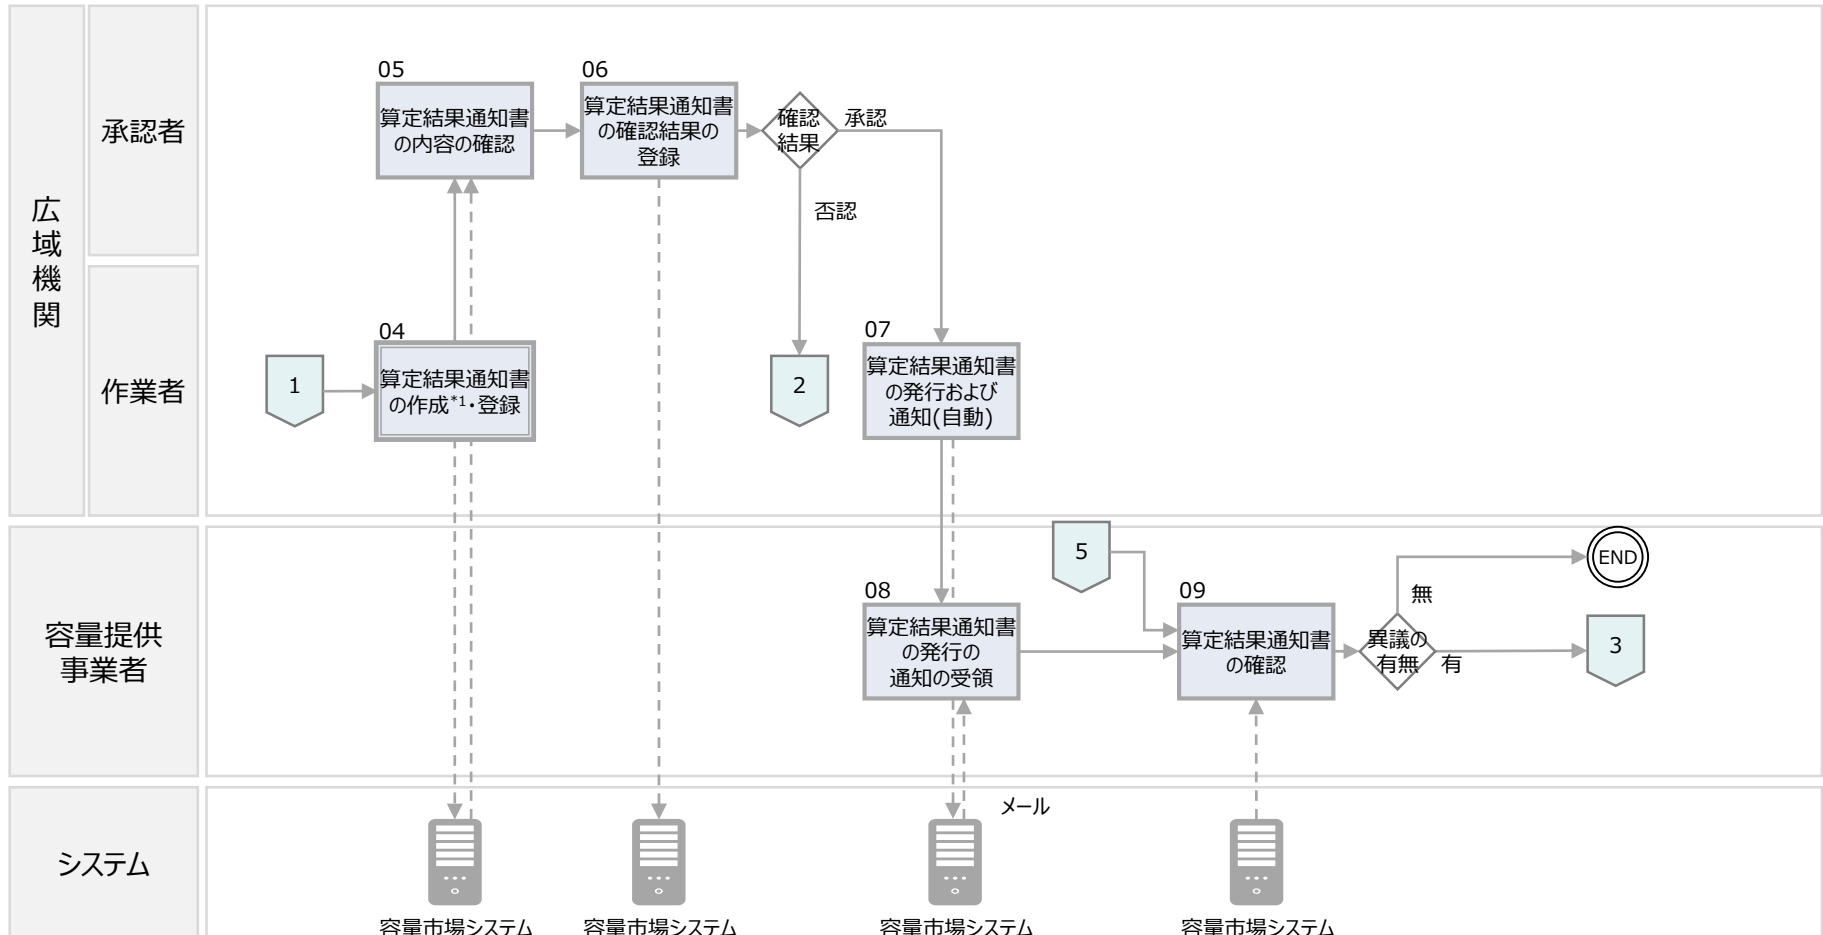 広
域
機
関
承認者
作業者
05
算定結果通知書
の内容の確認
06
算定結果通知書
の確認結果の
登録
確認
結果
承認
否認
1
04
算定結果通知書
の作成*1・登録
2
07
算定結果通知書
の発行および
通知(自動)
容量提供
事業者
08
算定結果通知書
の発行の
通知の受領
5
09
算定結果通知書
の確認
異議の
有無
無
有
END
3
システム
メール
容量市場システム
容量市場システム
容量市場システム
容量市場システム